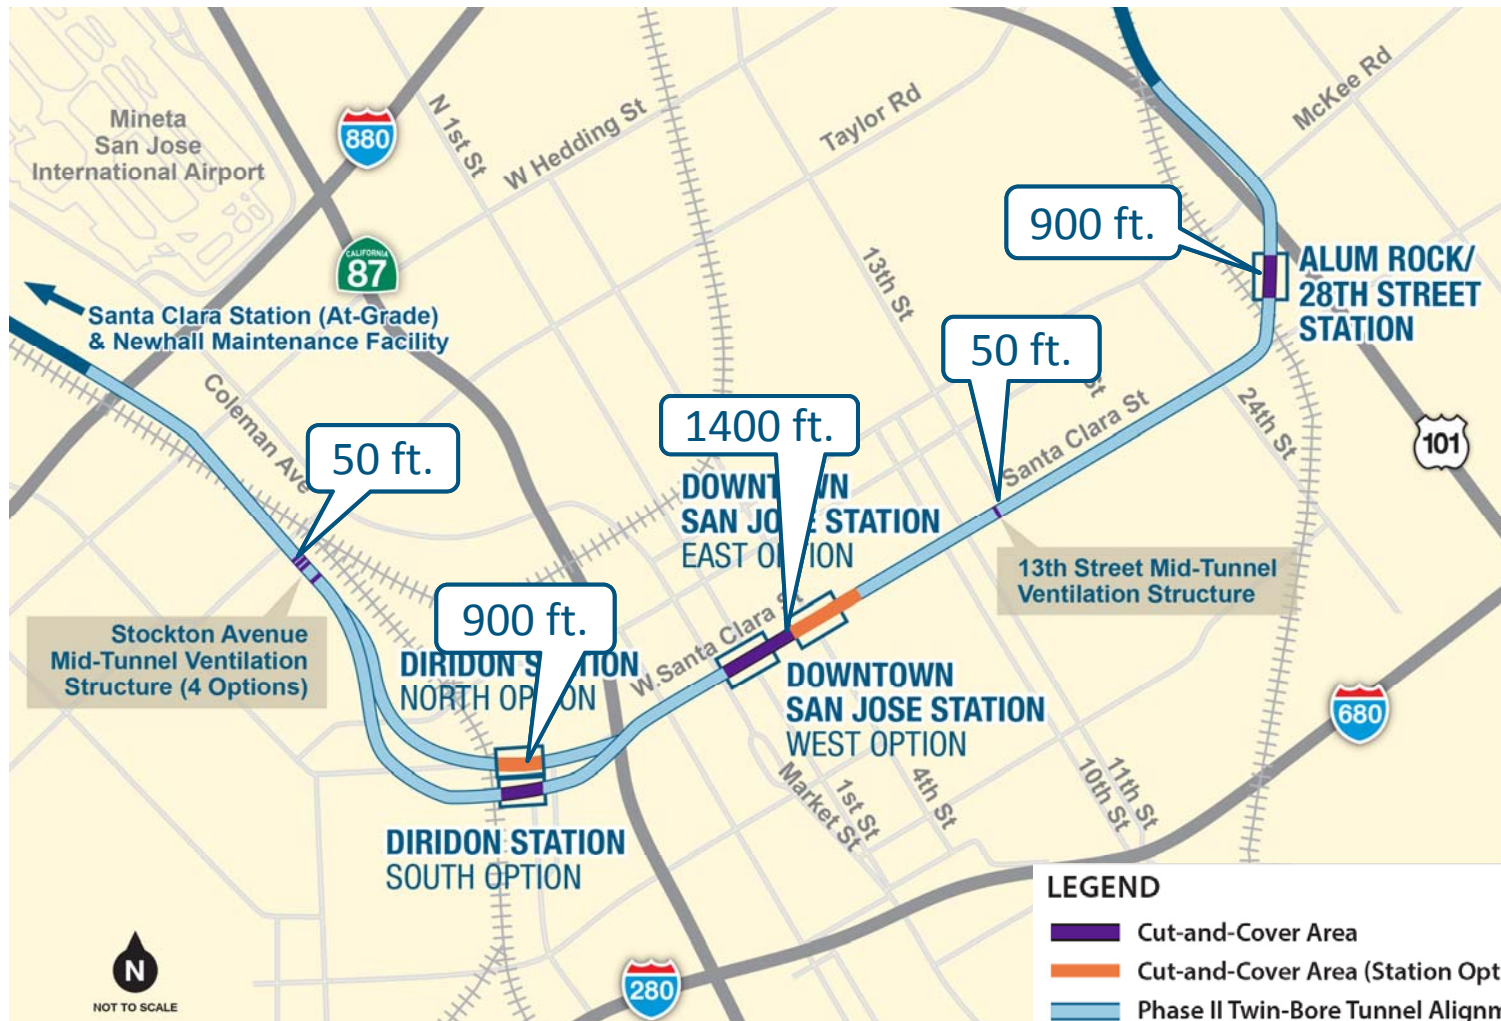 Mineta
San Jose
International Airport
880
N 1st St
W Hedding St
Taylor Rd
McKee Rd
CALIFORNIA
87
900 ft.
ALUM ROCK/
28TH STREET
STATION
13th St
Santa Clara Station (At-Grade)
& Newhall Maintenance Facility
50 ft.
St
24th St
101
Coleman Ave
50 ft.
1400 ft.
Santa Clara St
DOWNT WN
SAN JO E STATION
EAST O ION
13th Street Mid-Tunnel
Ventilation Structure
900 ft.
Stockton Avenue
Mid-Tunnel Ventilation
Structure (4 Options)
DIRIDON S TION
NORTH OP ON
W.Santa Clara St
DOWNTOWN
SAN JOSE STATION
WEST OPTION
680
Market St
1st St
4th St
10th St
11th St
DIRIDON STATION
SOUTH OPTION
280
N
NOT TO SCALE
LEGEND
Cut-and-Cover Area
Cut-and-Cover Area (Station Opt
Phase II Twin-Bore Tunnel Alignm